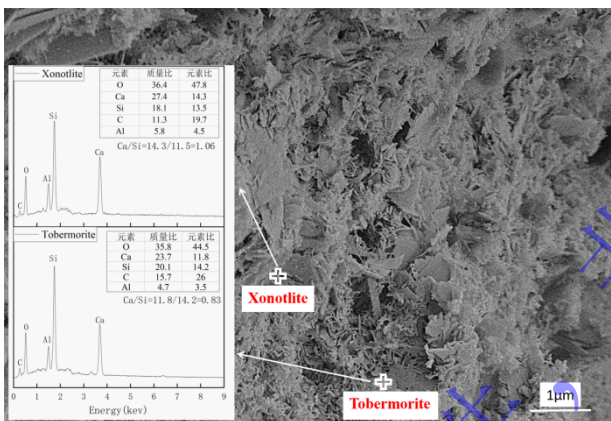 Xonotlite
元素 质量比 原子比
O 36.4 47.8
Ca 27.4 14.3
Si 18.1 13.5
C 11.3 19.7
Al 5.8 4.5
Ca/Si=14.3/11.5=1.06
Si
Ca
O
Al
C
Tobermorite
元素 质量比 原子比
O 35.8 44.5
Ca 23.7 11.8
Si 20.1 14.2
C 15.7 26
Al 4.7 3.5
Ca/Si=11.8/14.2=0.83
Si
Ca
O
Al
C
0 1 2 3 4 5 6 7 8 9
Energy(kev)
Xonotlite
Tobermorite
1μm